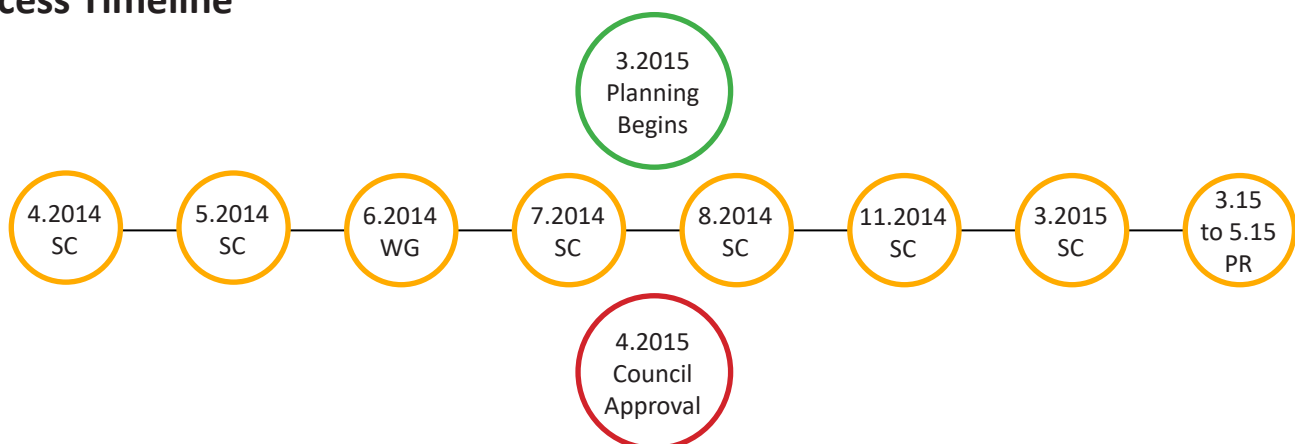 cess Timeline
3.2015
Planning
Begins
4.2014
SC
5.2014
SC
6.2014
WG
7.2014
SC
8.2014
SC
11.2014
SC
3.2015
SC
3.15
to 5.15
PR
4.2015
Council
Approval